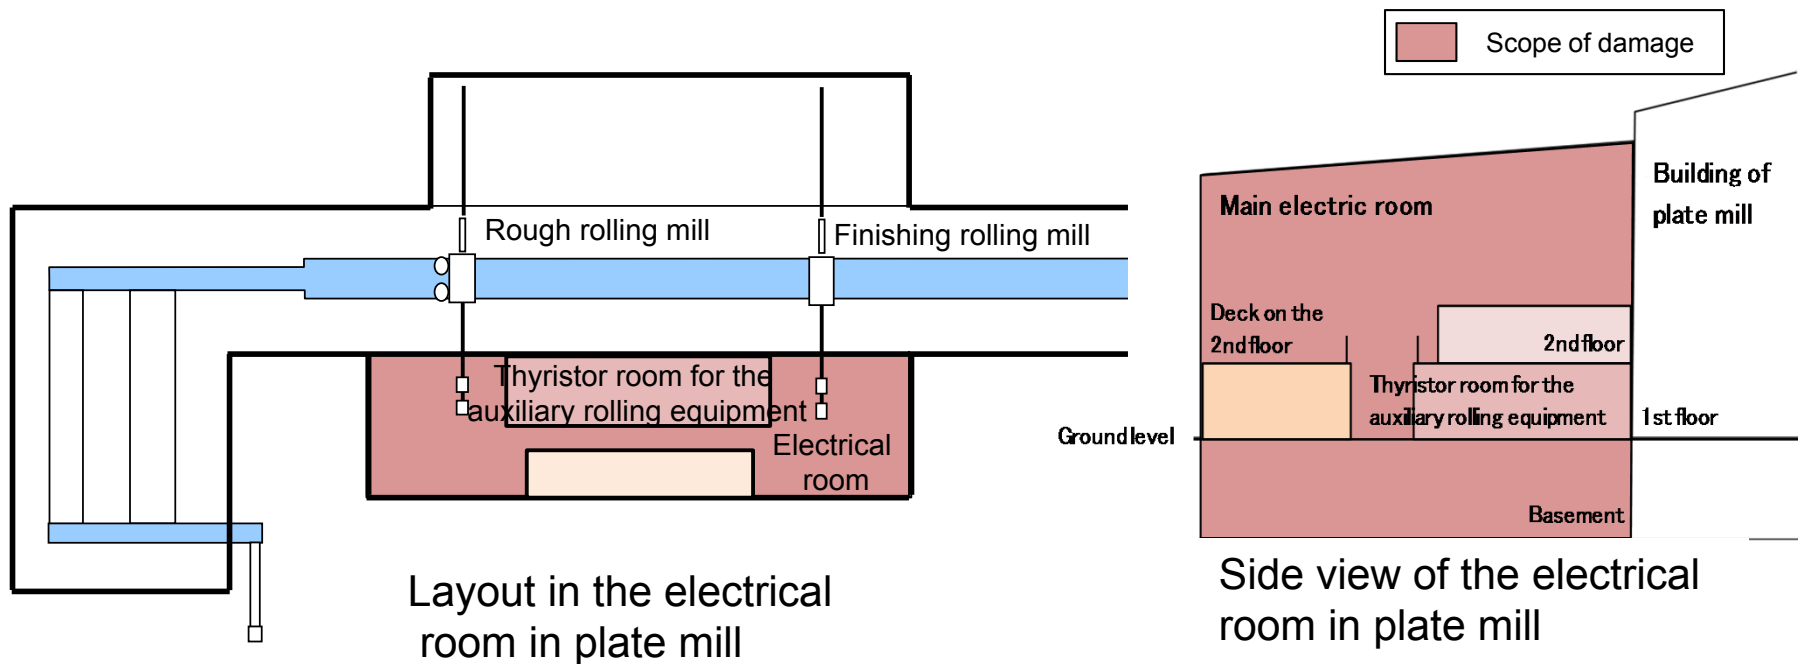 Scope of damage
Rough rolling mill
Finishing rolling mill
Thyristor room for the
auxiliary rolling equipment
Electrical
room
Layout in the electrical
room in plate mill
Main electric room
Building of
plate mill
Deck on the
2nd floor
2nd floor
Thyristor room for the
auxiliary rolling equipment
1st floor
Ground level
Basement
Side view of the electrical
room in plate mill